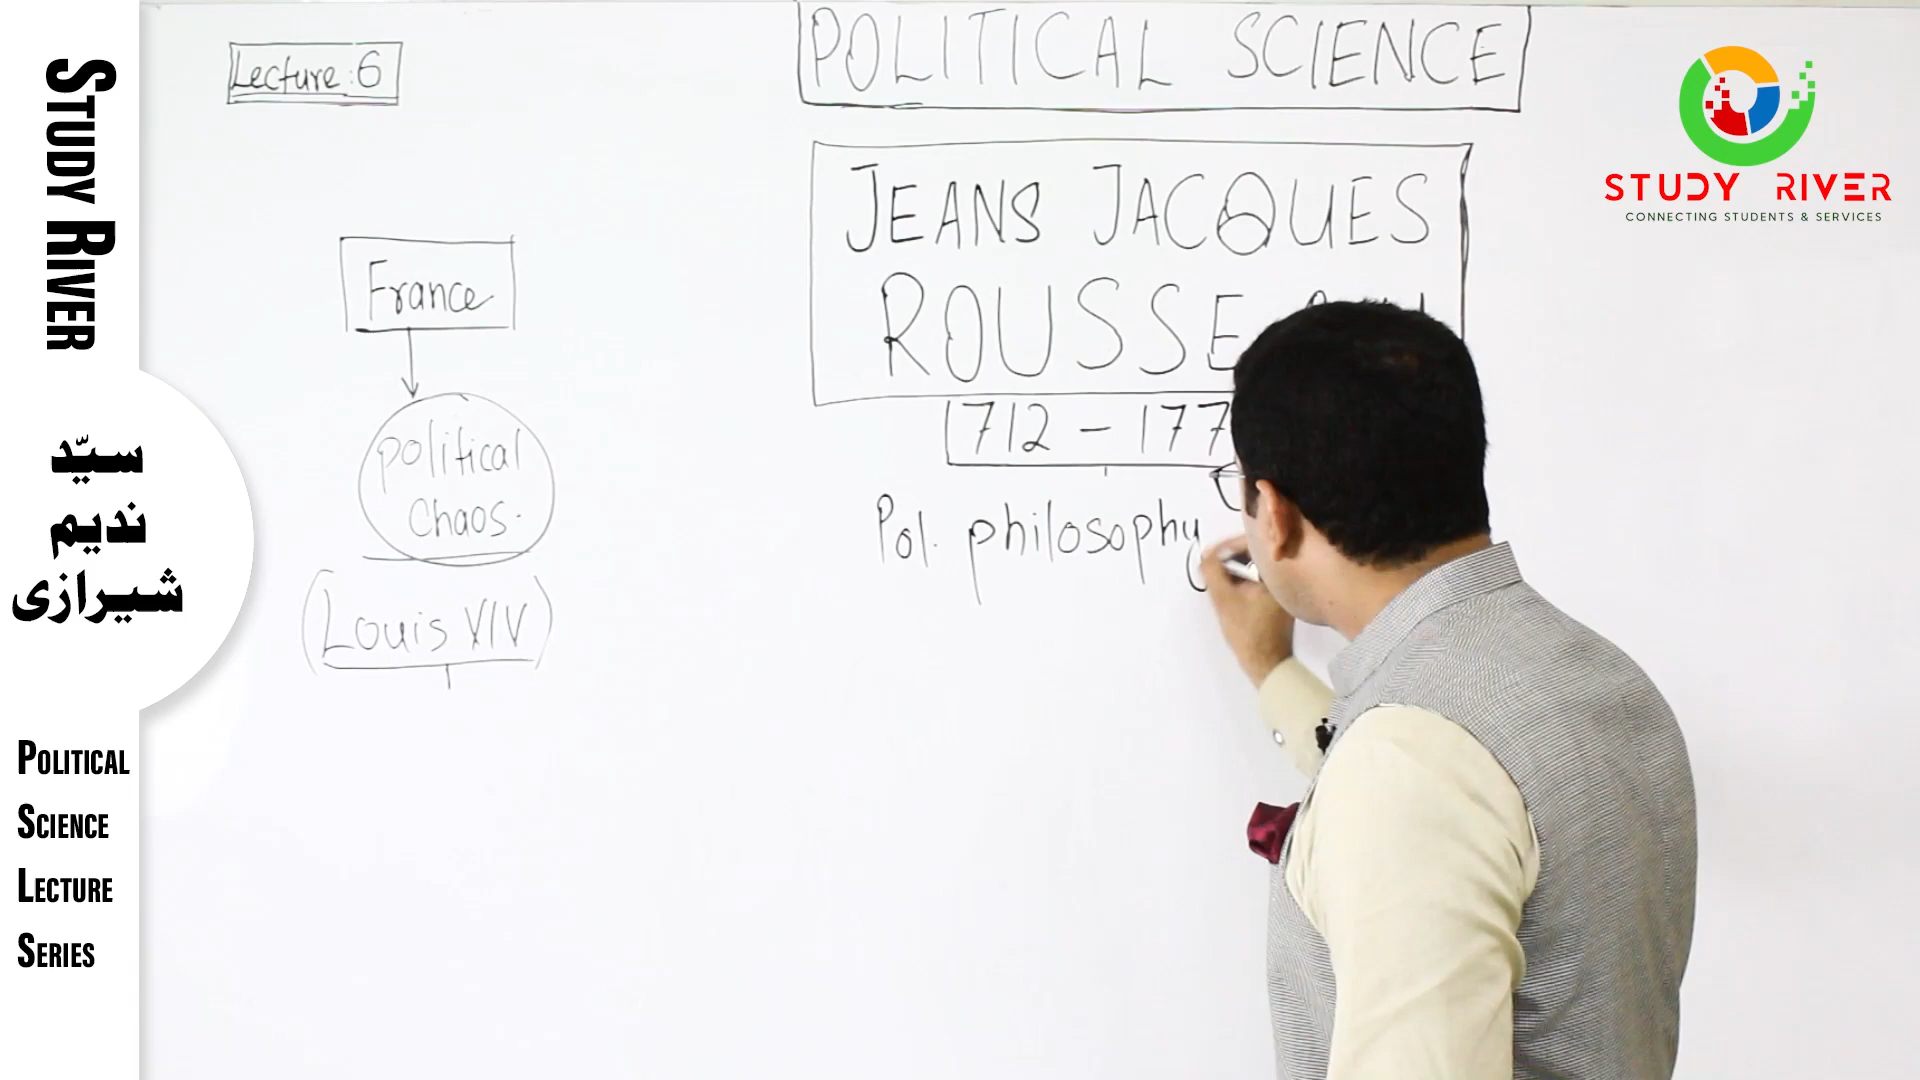 STUDY RIVER
سیّد
ندیم
شیرازی
POLITICAL
SCIENCE
LECTURE
SERIES
Lecture: 6
POLITICAL SCIENCE
JEANS JACQUES
ROUSSE
1712 - 177
Pol. philosophy
France
political
Chaos.
(Louis XIV)
STUDY RIVER
CONNECTING STUDENTS & SERVICES